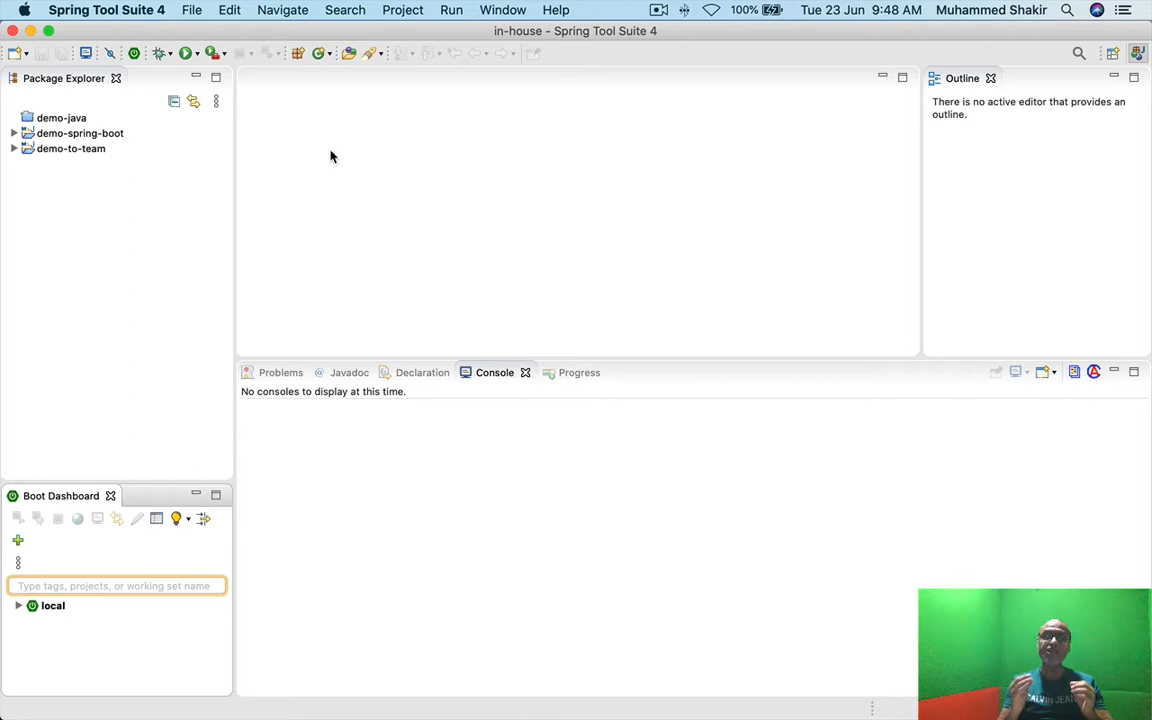 Spring Tool Suite 4 File Edit Navigate Search Project Run Window Help 100% Tue 23 Jun 9:48 AM Muhammed Shakir
in-house - Spring Tool Suite 4
Package Explorer
demo-java
demo-spring-boot
demo-to-team
Outline
There is no active editor that provides an
outline.
Problems Javadoc Declaration Console Progress
No consoles to display at this time.
Boot Dashboard
Type tags, projects, or working set name
local
CALVIN JEANS